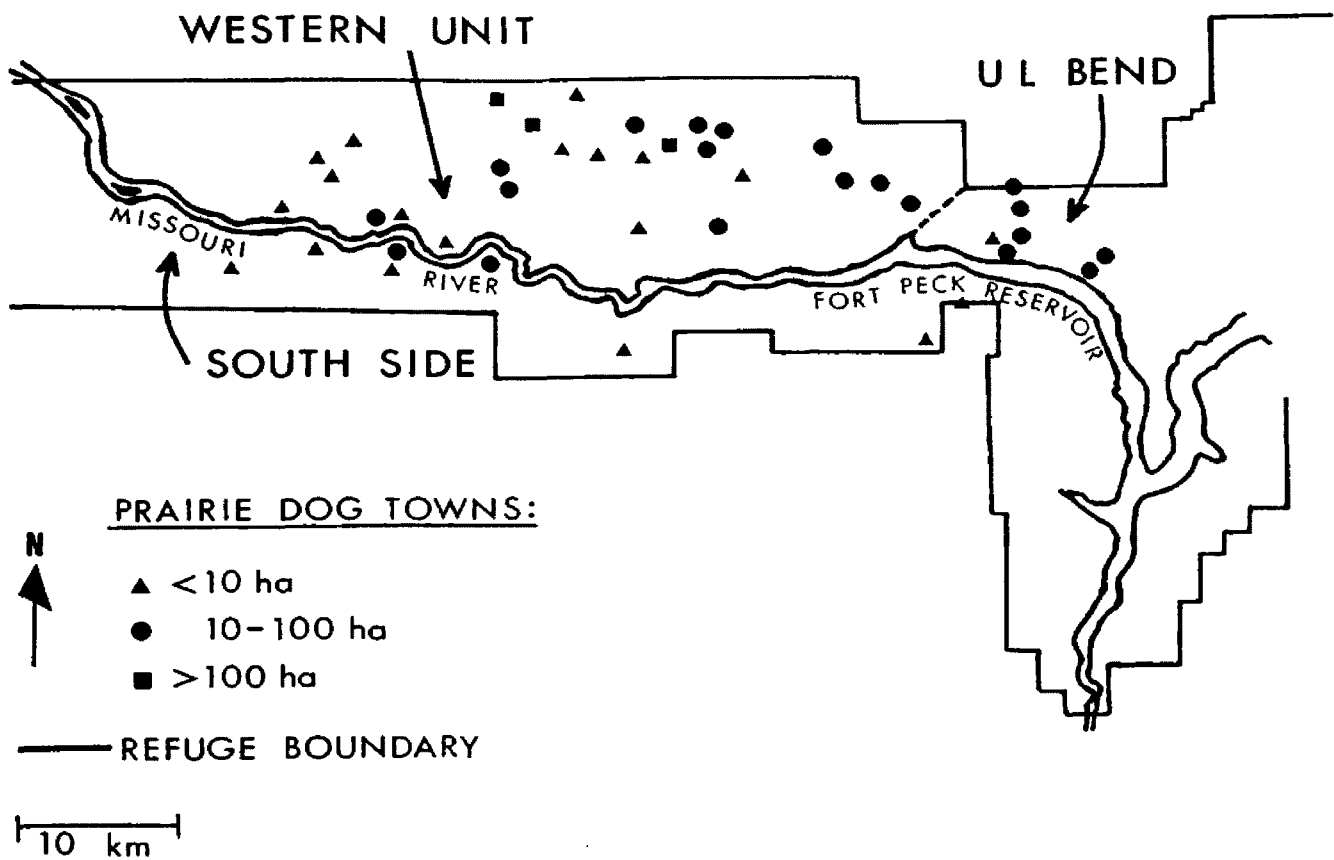 WESTERN UNIT
U L BEND
MISSOURI
RIVER
FORT PECK RESERVOIR
SOUTH SIDE
PRAIRIE DOG TOWNS:
<10 ha
10-100 ha
>100 ha
N
REFUGE BOUNDARY
10 km